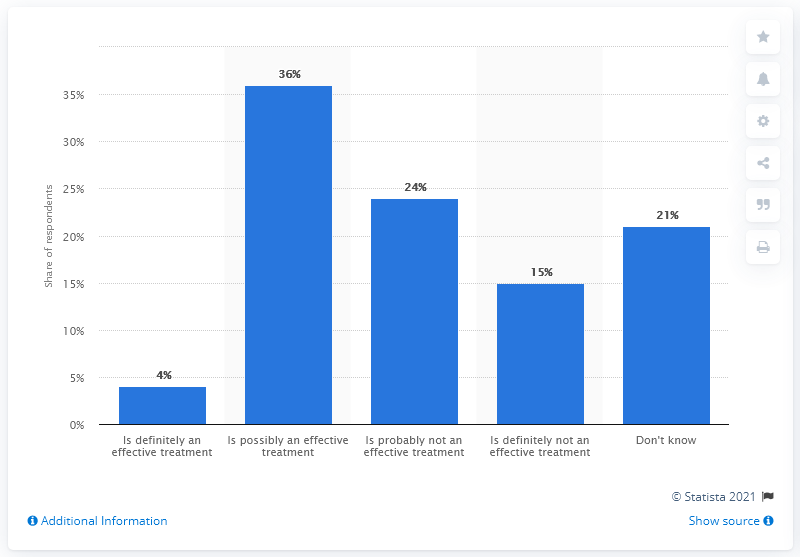 36%
35%
30%
25%
24%
21%
20%
15%
15%
10%
5%
4%
0%
Share of respondents
Is definitely an
effective treatment
Is possibly an effective
treatment
Is probably not an
effective treatment
Is definitely not an
effective treatment
Don't know
© Statista 2021
Additional Information
Show source